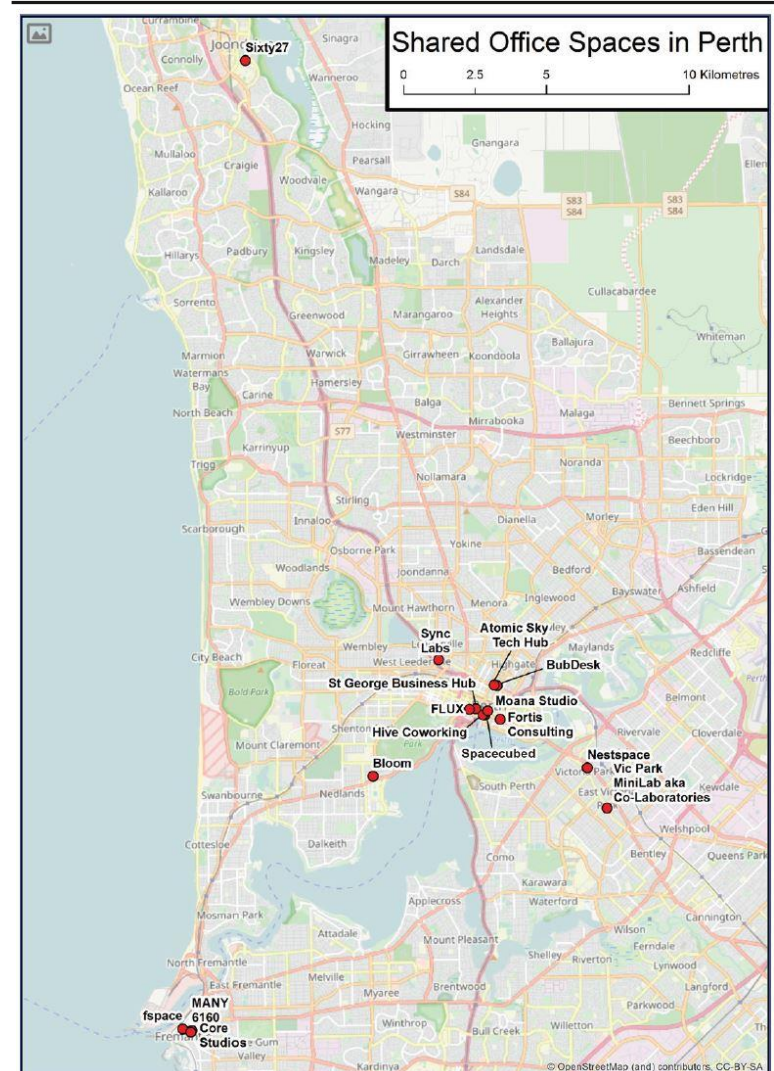 Shared Office Spaces in Perth
0 2.5 5 10 Kilometres
Sixty27
Sinagra
Connolly
Wanneroo
Ocean Reef
Hocking
Gnangara
Mullaloo
Pearsall
Craigie
Woodvale
Wangara
Kallaroo
S84
S83
S84
S83
S84
Hillarys
Padbury
Kingsley
Madeley
Darch
Landsdale
Cullacabardee
Sorrento
Greenwood
Marangaroo
Alexander
Heights
Whiteman
Marmion
Warwick
Girrawheen
Koondoola
Ballajura
Watermans
Bay
Carine
Hamersley
North Beach
Balga
Malaga
Bennett Springs
Mirrabooka
S77
Westminster
Beechboro
Karrinyup
Trigg
Nollamara
Noranda
Lockridge
Stirling
Scarborough
Innaloo
Dianella
Morley
Eden Hill
Osborne Park
Yokine
Bassendean
Woodlands
Joondanna
Bedford
Wembley Downs
Inglewood
Bayswater
Ashfield
Mount Hawthorn
Menora
Atomic Sky
Tech Hub
Maylands
Redcliffe
Sync
Labs
Wembley
City Beach
Floreat
West Leederville
Highgate
BubDesk
St George Business Hub
Bold Park
Belmont
Moana Studio
FLUX
Fortis
Consulting
Hive Coworking
Rivervale
Cloverdale
Mount Claremont
Spacecubed
Nestspace
Bloom
South Perth
Vic Park
MiniLab aka
Co-Laboratories
Kewdale
Swanbourne
Nedlands
Welshpool
Cottesloe
Dalkeith
Como
Bentley
Queens Park
Karawara
Mosman Park
Applecross
Waterford
Cannington
Attadale
Mount Pleasant
Wilson
North Fremantle
Shelley
Riverton
Ferndale
East Fremantle
Melville
Lynwood
Myaree
Brentwood
Langford
MANY
6160
fspace
Core
Studios
Parkwood
Winthrop
Bull Creek
Willetton
Valley
Kardinya
© OpenStreetMap (and) contributors, CC-BY-SA